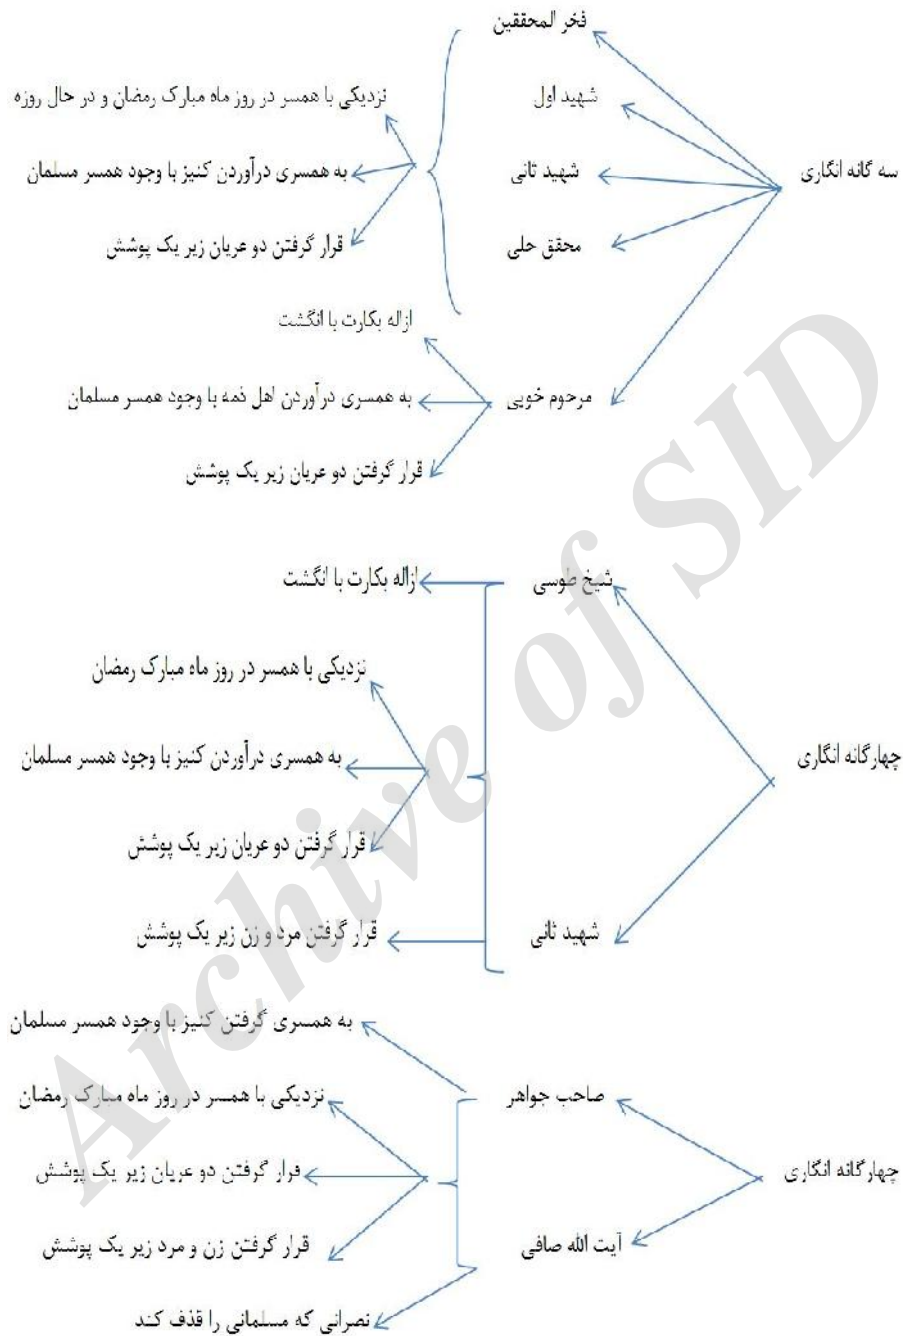 فخر المحققین
نزدیکی با همسر در روز ماه مبارک رمضان و در حال روزه
شهید اول
سه گانه انگاری
شهید ثانی
به همسری درآوردن کنیز با وجود همسر مسلمان
محقق حلی
قرار گرفتن دو عریان زیر یک پوشش
ازاله بکارت با انگشت
مرحوم خویی
به همسری درآوردن اهل ذمه با وجود همسر مسلمان
قرار گرفتن دو عریان زیر یک پوشش
شیخ طوسی
ازاله بکارت با انگشت
نزدیکی با همسر در روز ماه مبارک رمضان
چهارگانه انگاری
به همسری درآوردن کنیز با وجود همسر مسلمان
قرار گرفتن دو عریان زیر یک پوشش
شهید ثانی
قرار گرفتن مرد و زن زیر یک پوشش
به همسری گرفتن کنیز با وجود همسر مسلمان
صاحب جواهر
نزدیکی با همسر در روز ماه مبارک رمضان
چهارگانه انگاری
قرار گرفتن دو عریان زیر یک پوشش
آیت الله صافی
قرار گرفتن زن و مرد زیر یک پوشش
نصرانی که مسلمانی را قذف کند
Archive of SID